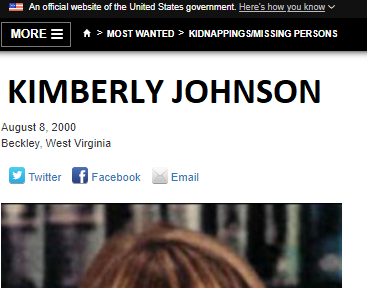 An official website of the United States government. Here's how you know
MORE > MOST WANTED > KIDNAPPINGS/MISSING PERSONS
KIMBERLY JOHNSON
August 8, 2000
Beckley, West Virginia
Twitter Facebook Email